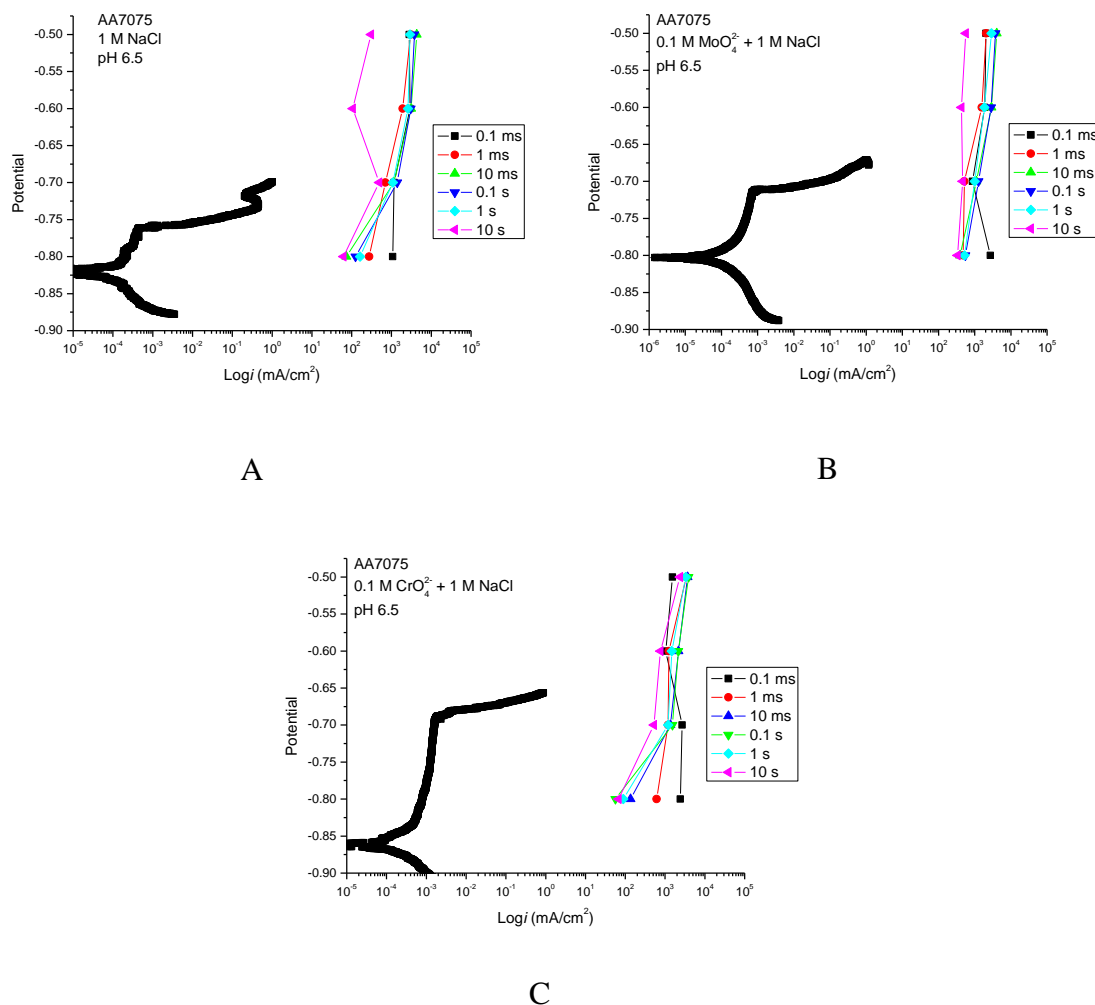 AA7075
1 M NaCl
pH 6.5
-0.50
-0.55
-0.60
-0.65
-0.70
-0.75
-0.80
-0.85
-0.90
Potential
0.1 ms
1 ms
10 ms
0.1 s
1 s
10 s
10⁻⁵ 10⁻⁴ 10⁻³ 10⁻² 10⁻¹ 10⁰ 10¹ 10² 10³ 10⁴ 10⁵
Logi (mA/cm²)
A
AA7075
0.1 M MoO₄²⁻ + 1 M NaCl
pH 6.5
-0.50
-0.55
-0.60
-0.65
-0.70
-0.75
-0.80
-0.85
-0.90
Potential
0.1 ms
1 ms
10 ms
0.1 s
1 s
10 s
10⁻⁶ 10⁻⁵ 10⁻⁴ 10⁻³ 10⁻² 10⁻¹ 10⁰ 10¹ 10² 10³ 10⁴ 10⁵
Logi (mA/cm²)
B
AA7075
0.1 M CrO₄²⁻ + 1 M NaCl
pH 6.5
-0.50
-0.55
-0.60
-0.65
-0.70
-0.75
-0.80
-0.85
-0.90
Potential
0.1 ms
1 ms
10 ms
0.1 s
1 s
10 s
10⁻⁵ 10⁻⁴ 10⁻³ 10⁻² 10⁻¹ 10⁰ 10¹ 10² 10³ 10⁴ 10⁵
Logi (mA/cm²)
C